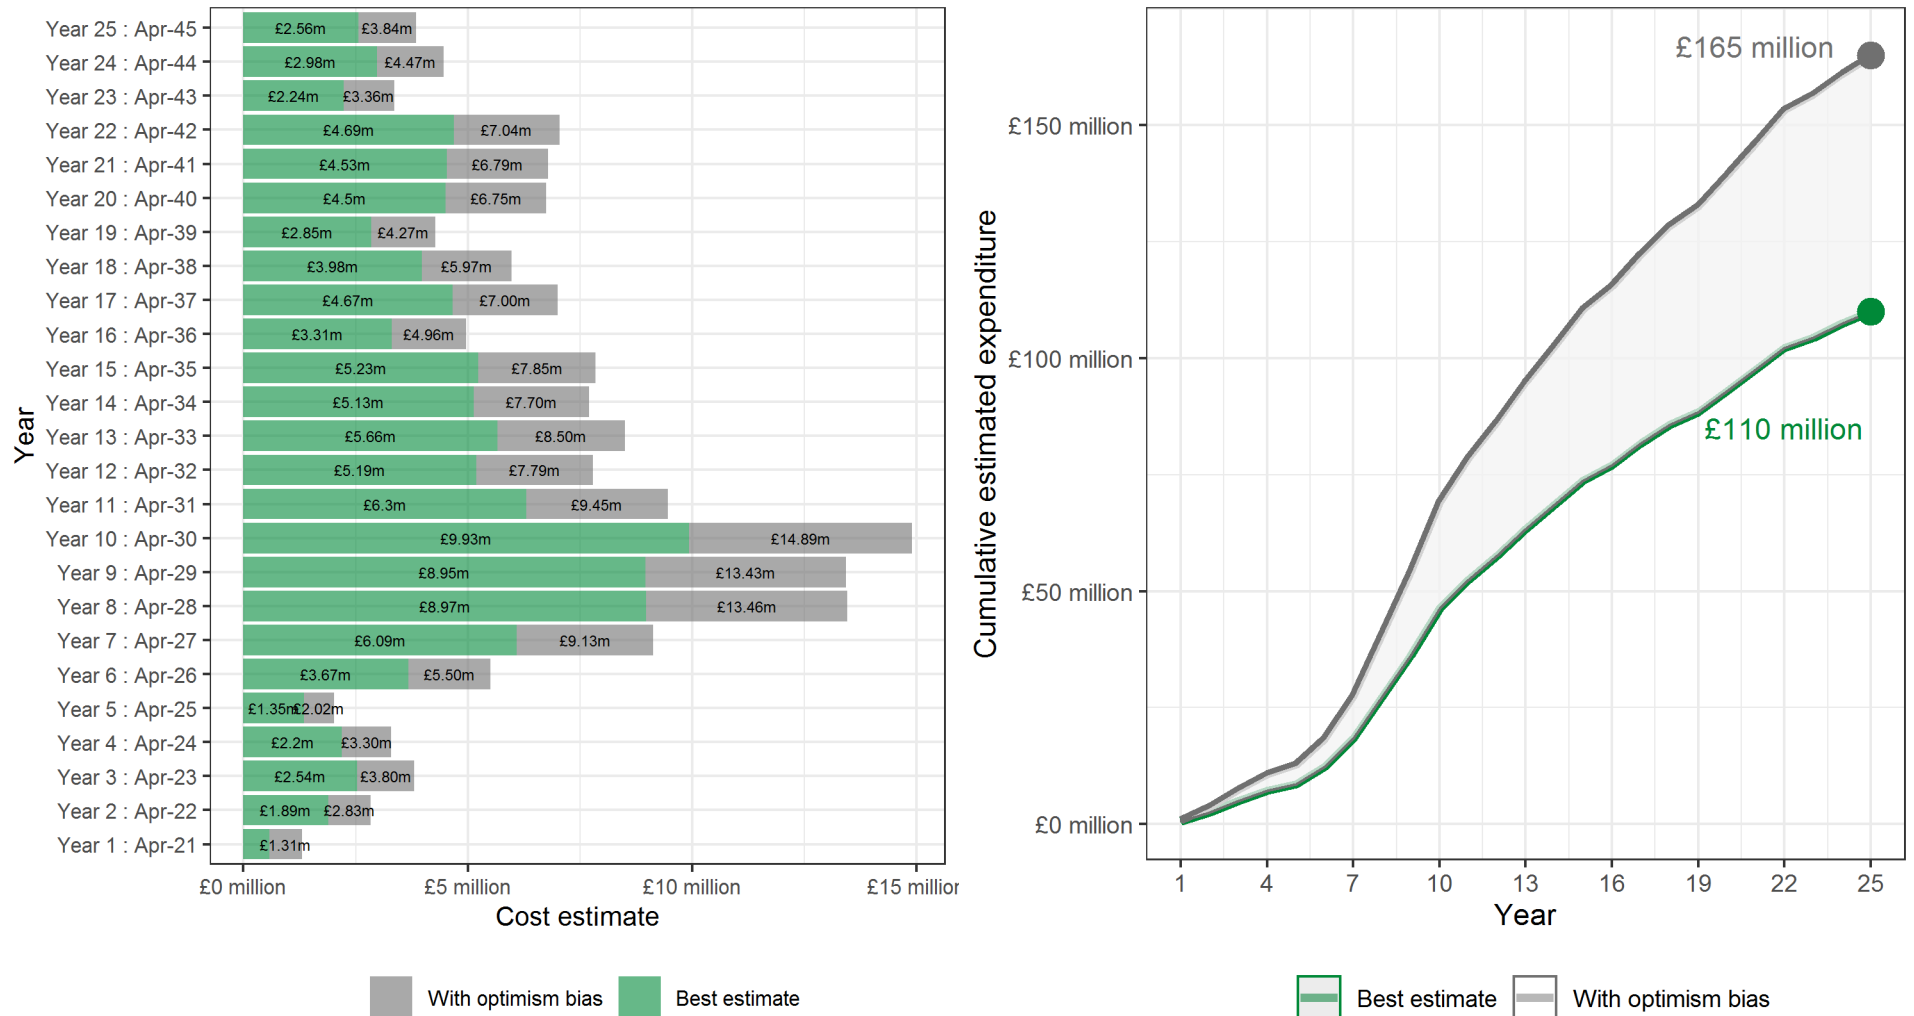 Year
Year 25 : Apr-45 £2.56m £3.84m
Year 24 : Apr-44 £2.98m £4.47m
Year 23 : Apr-43 £2.24m £3.36m
Year 22 : Apr-42 £4.69m £7.04m
Year 21 : Apr-41 £4.53m £6.79m
Year 20 : Apr-40 £4.5m £6.75m
Year 19 : Apr-39 £2.85m £4.27m
Year 18 : Apr-38 £3.98m £5.97m
Year 17 : Apr-37 £4.67m £7.00m
Year 16 : Apr-36 £3.31m £4.96m
Year 15 : Apr-35 £5.23m £7.85m
Year 14 : Apr-34 £5.13m £7.70m
Year 13 : Apr-33 £5.66m £8.50m
Year 12 : Apr-32 £5.19m £7.79m
Year 11 : Apr-31 £6.3m £9.45m
Year 10 : Apr-30 £9.93m £14.89m
Year 9 : Apr-29 £8.95m £13.43m
Year 8 : Apr-28 £8.97m £13.46m
Year 7 : Apr-27 £6.09m £9.13m
Year 6 : Apr-26 £3.67m £5.50m
Year 5 : Apr-25 £1.35m £2.02m
Year 4 : Apr-24 £2.2m £3.30m
Year 3 : Apr-23 £2.54m £3.80m
Year 2 : Apr-22 £1.89m £2.83m
Year 1 : Apr-21 £1.31m
£0 million £5 million £10 million £15 million
Cost estimate
With optimism bias Best estimate
Cumulative estimated expenditure
£165 million
£150 million
£100 million
£110 million
£50 million
£0 million
1 4 7 10 13 16 19 22 25
Year
Best estimate With optimism bias